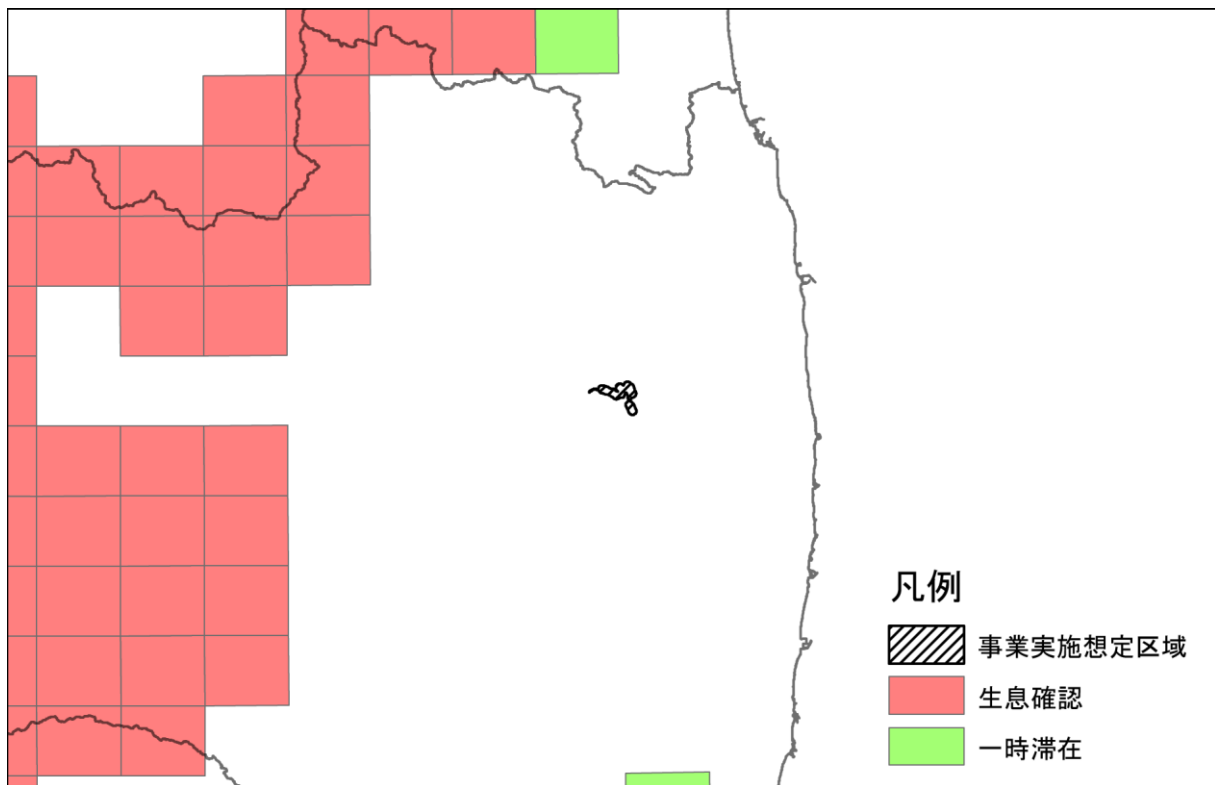 凡例
事業実施想定区域
生息確認
一時滞在